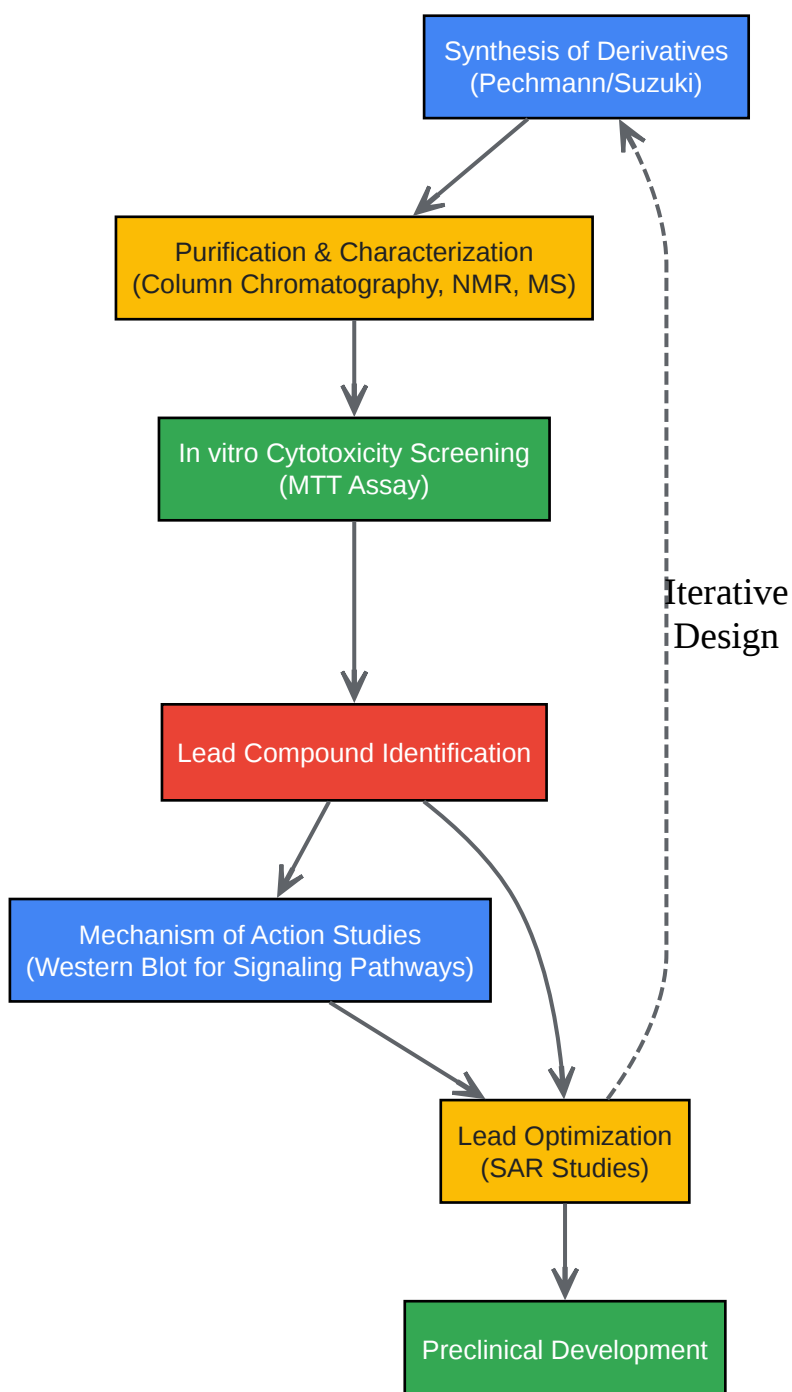 Synthesis of Derivatives
(Pechmann/Suzuki)
Purification & Characterization
(Column Chromatography, NMR, MS)
In vitro Cytotoxicity Screening
(MTT Assay)
Iterative
Design
Lead Compound Identification
Mechanism of Action Studies
(Western Blot for Signaling Pathways)
Lead Optimization
(SAR Studies)
Preclinical Development